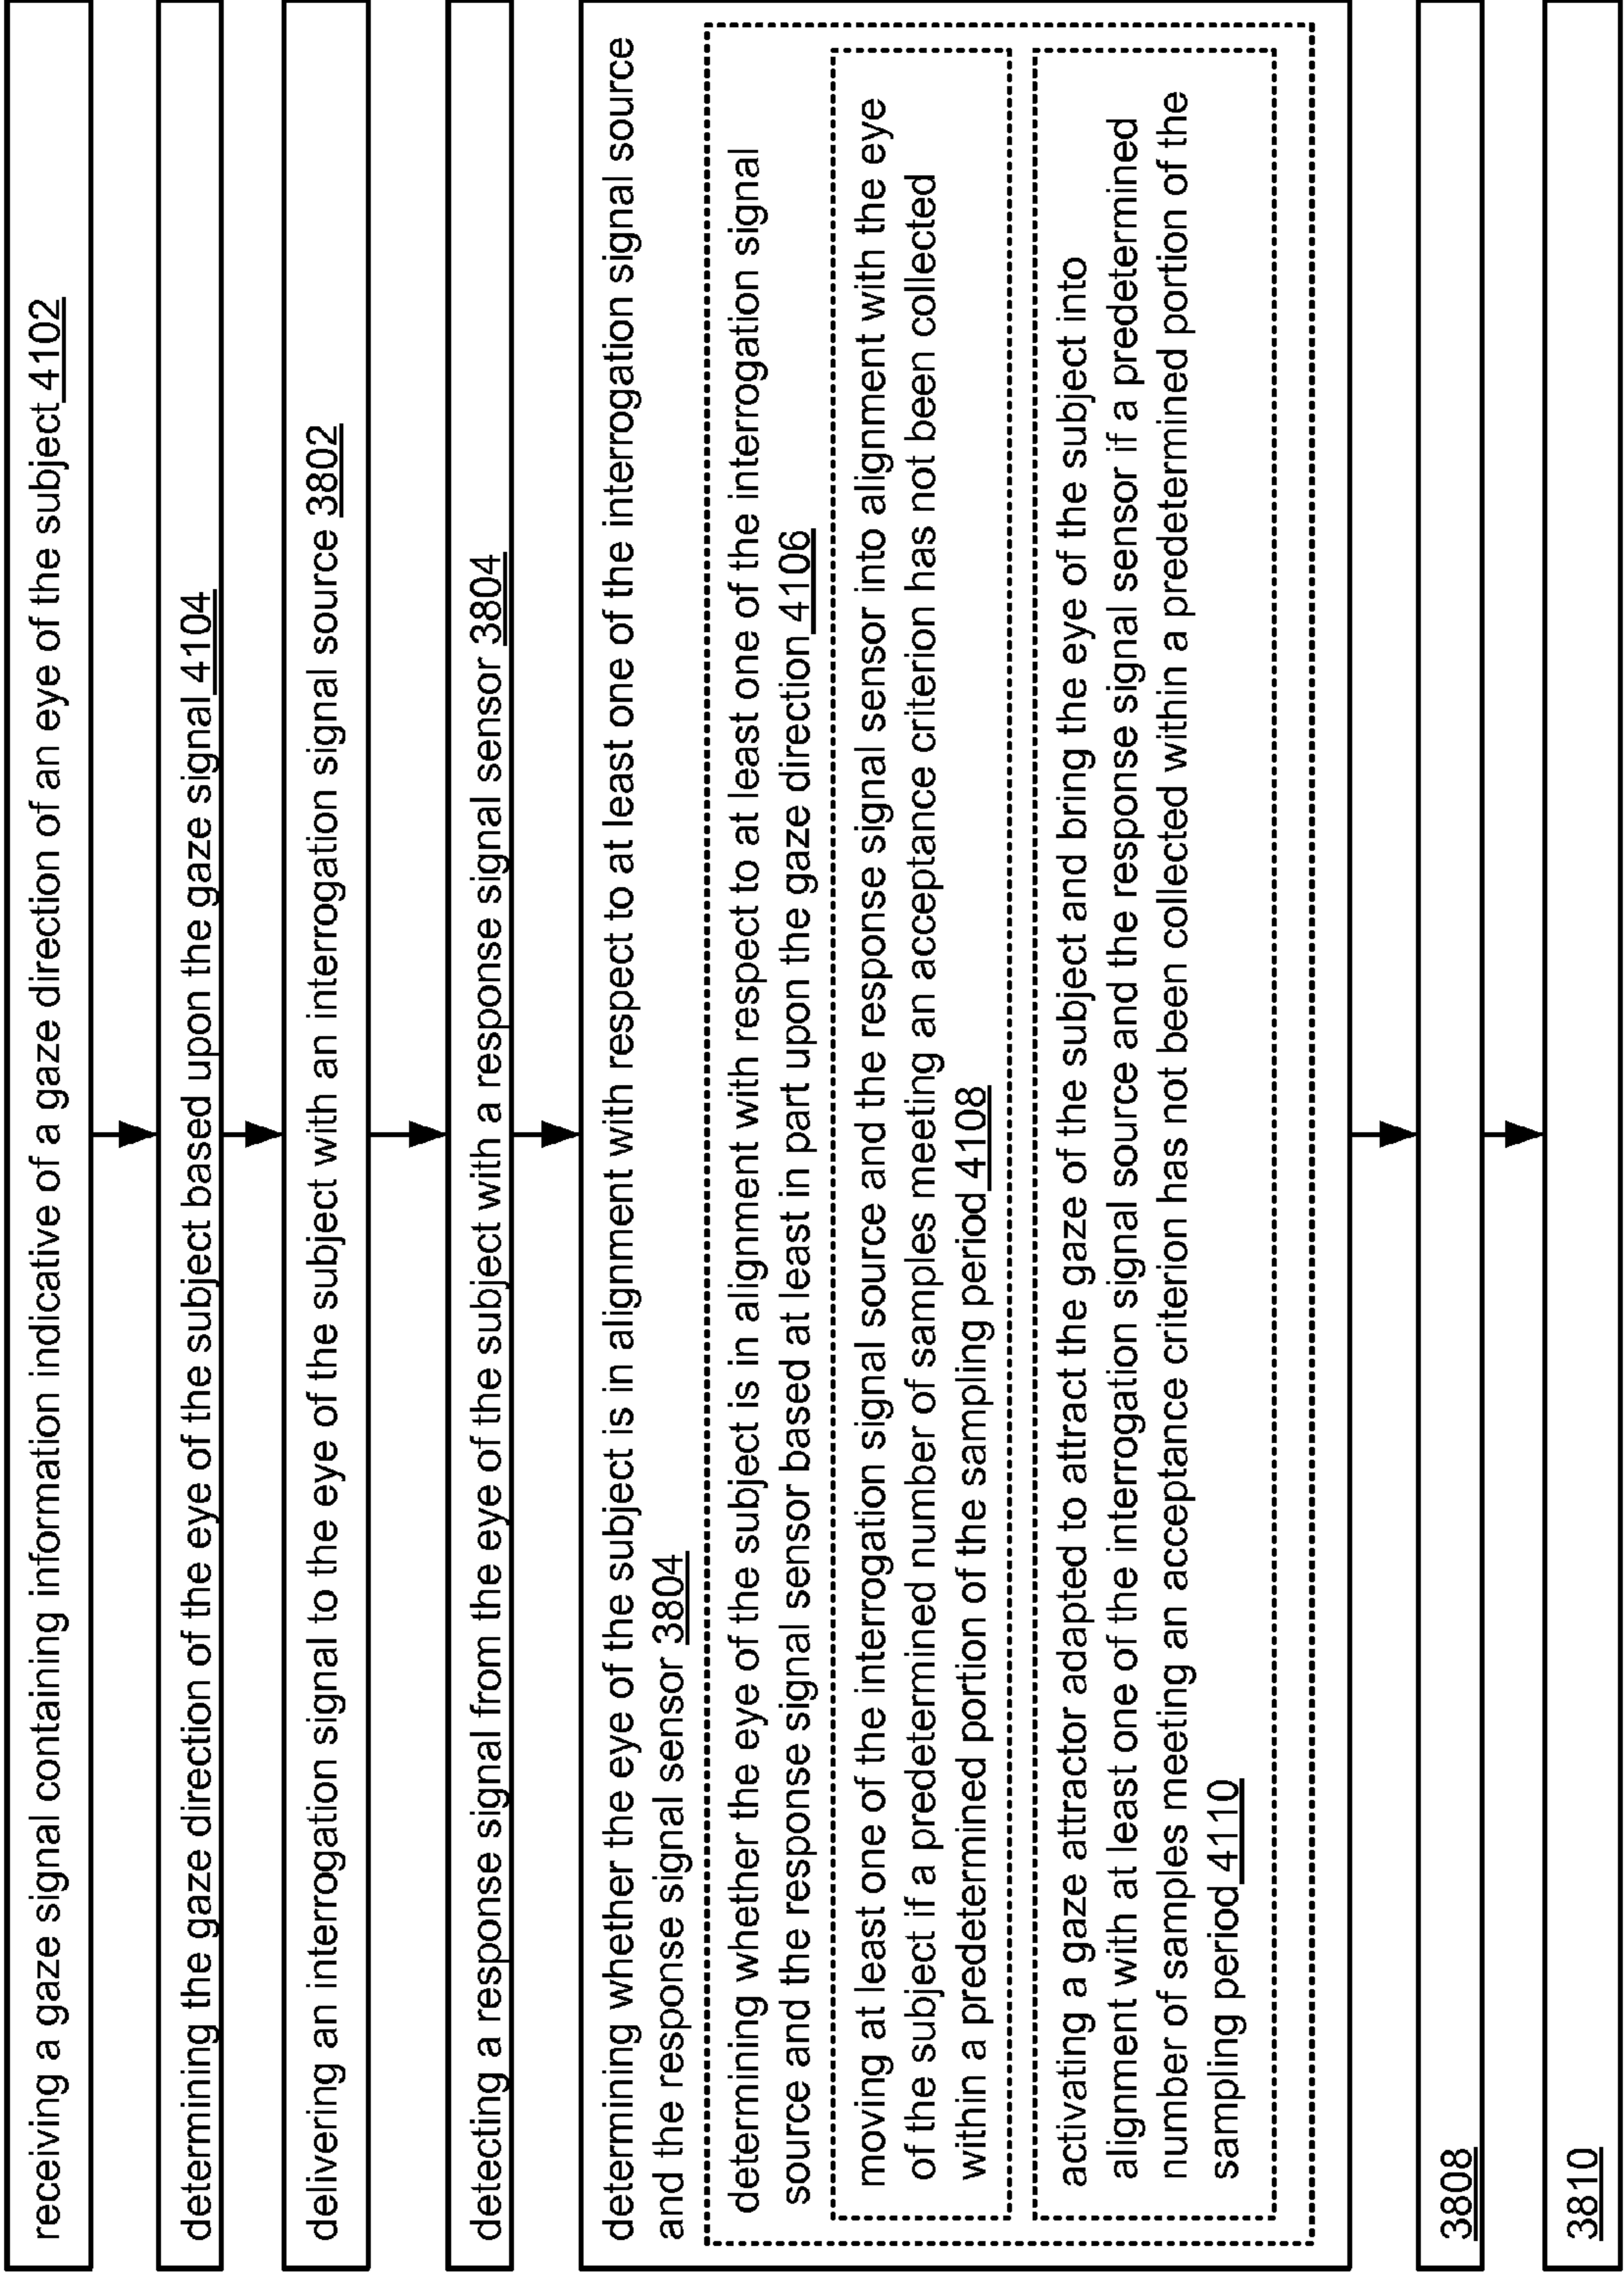 receiving a gaze signal containing information indicative of a gaze direction of an eye of the subject 4102
determining the gaze direction of the eye of the subject based upon the gaze signal 4104
delivering an interrogation signal to the eye of the subject with an interrogation signal source 3802
detecting a response signal from the eye of the subject with a response signal sensor 3804
determining whether the eye of the subject is in alignment with respect to at least one of the interrogation signal source
and the response signal sensor 3804
determining whether the eye of the subject is in alignment with respect to at least one of the interrogation signal
source and the response signal sensor based at least in part upon the gaze direction 4106
moving at least one of the interrogation signal source and the response signal sensor into alignment with the eye
of the subject if a predetermined number of samples meeting an acceptance criterion has not been collected
within a predetermined portion of the sampling period 4108
activating a gaze attractor adapted to attract the gaze of the subject and bring the eye of the subject into
alignment with at least one of the interrogation signal source and the response signal sensor if a predetermined
number of samples meeting an acceptance criterion has not been collected within a predetermined portion of the
sampling period 4110
3808
3810